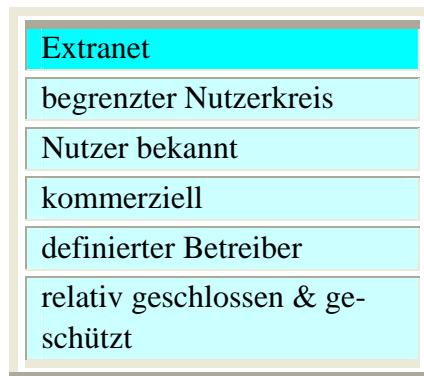 Extranet
begrenzter Nutzerkreis
Nutzer bekannt
kommerziell
definierter Betreiber
relativ geschlossen & ge-
schützt